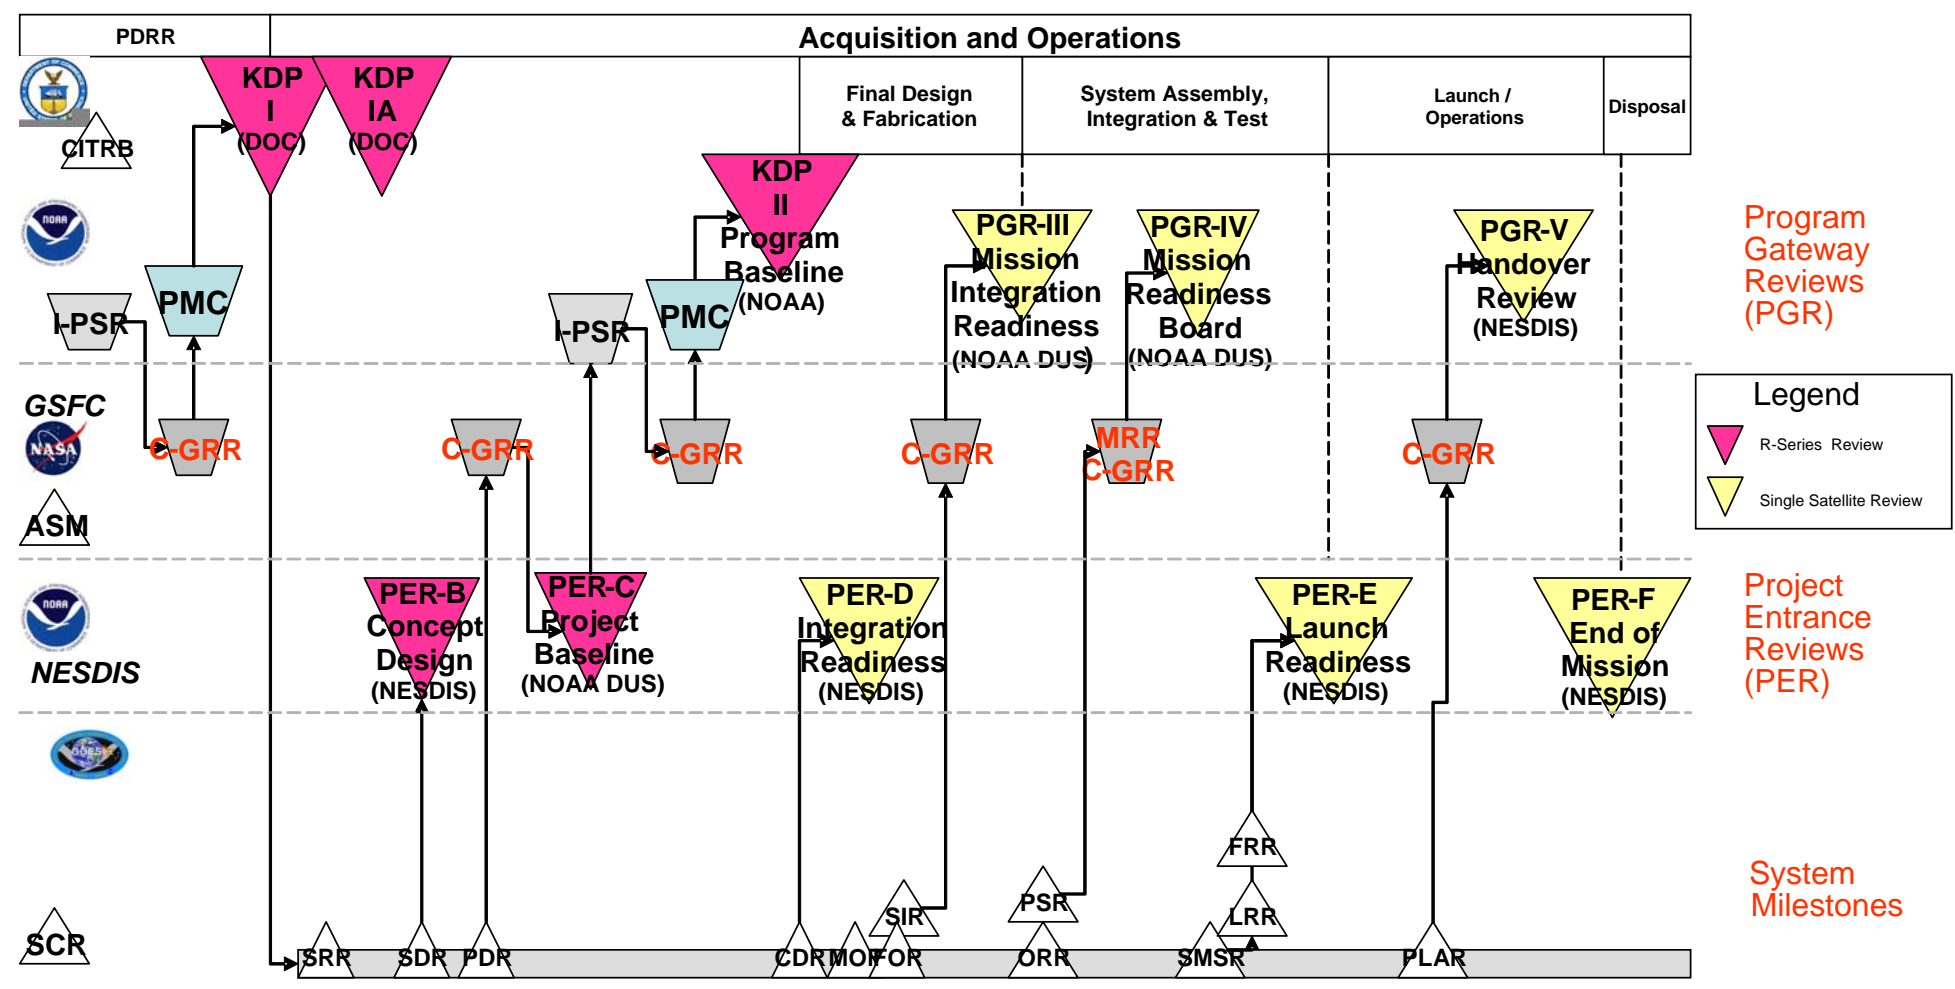 PDRR
Acquisition and Operations
Final Design
& Fabrication
System Assembly,
Integration & Test
Launch /
Operations
Disposal
KDP
I
(DOC)
KDP
IA
(DOC)
CITRB
KDP
II
Program
Baseline
(NOAA)
NOAA
PGR-III
Mission
Integration
Readiness
(NOAA DUS)
PGR-IV
Mission
Readiness
Board
(NOAA DUS)
PGR-V
Handover
Review
(NESDIS)
Program
Gateway
Reviews
(PGR)
I-PSR
PMC
I-PSR
PMC
GSFC
NASA
C-GRR
C-GRR
C-GRR
C-GRR
MRR
C-GRR
C-GRR
Legend
R-Series Review
Single Satellite Review
ASM
NOAA
NESDIS
PER-B
Concept
Design
(NESDIS)
PER-C
Project
Baseline
(NOAA DUS)
PER-D
Integration
Readiness
(NESDIS)
PER-E
Launch
Readiness
(NESDIS)
PER-F
End of
Mission
(NESDIS)
Project
Entrance
Reviews
(PER)
FRR
SIR
PSR
LRR
System
Milestones
SCR
SRR
SDR
PDR
CDR
MOR
FOR
ORR
SMSR
PLAR